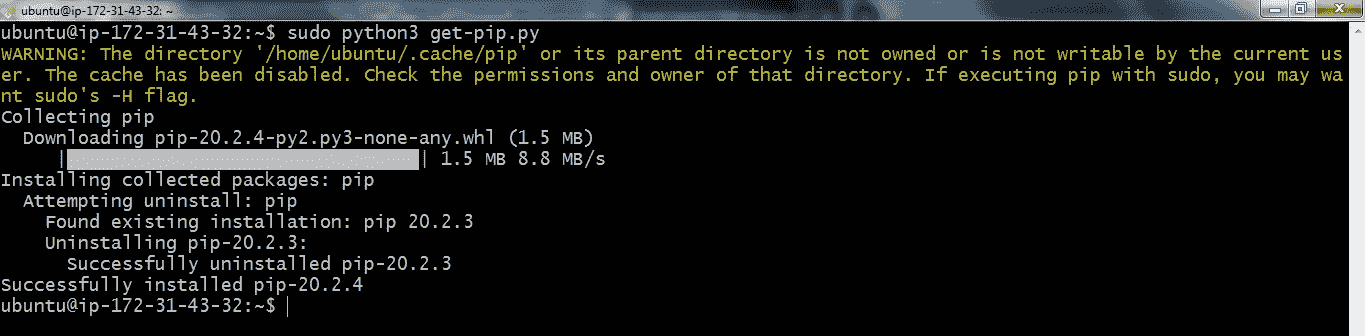 ubuntu@ip-172-31-43-32: ~
ubuntu@ip-172-31-43-32:~$ sudo python3 get-pip.py
WARNING: The directory '/home/ubuntu/.cache/pip' or its parent directory is not owned or is not writable by the current us
er. The cache has been disabled. Check the permissions and owner of that directory. If executing pip with sudo, you may wa
nt sudo's -H flag.
Collecting pip
  Downloading pip-20.2.4-py2.py3-none-any.whl (1.5 MB)
     || 1.5 MB 8.8 MB/s
Installing collected packages: pip
  Attempting uninstall: pip
    Found existing installation: pip 20.2.3
    Uninstalling pip-20.2.3:
      Successfully uninstalled pip-20.2.3
Successfully installed pip-20.2.4
ubuntu@ip-172-31-43-32:~$